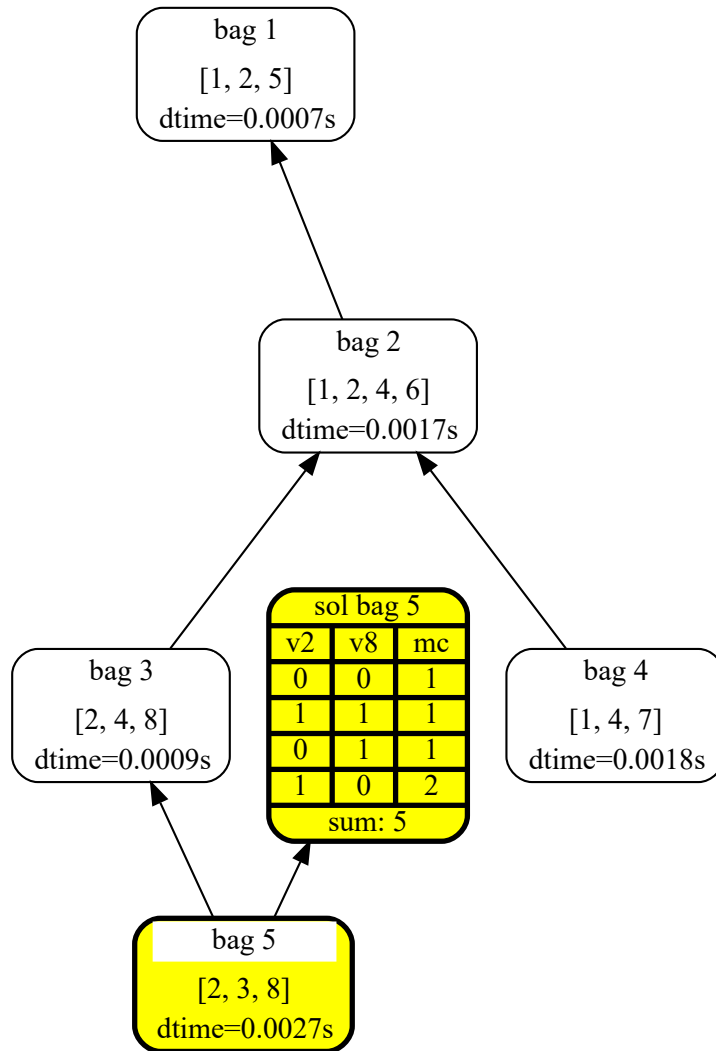 bag 1
[1, 2, 5]
dtime=0.0007s
bag 2
[1, 2, 4, 6]
dtime=0.0017s
sol bag 5
v2 v8 mc
0 0 1
1 1 1
0 1 1
1 0 2
sum: 5
bag 3
[2, 4, 8]
dtime=0.0009s
bag 4
[1, 4, 7]
dtime=0.0018s
bag 5
[2, 3, 8]
dtime=0.0027s